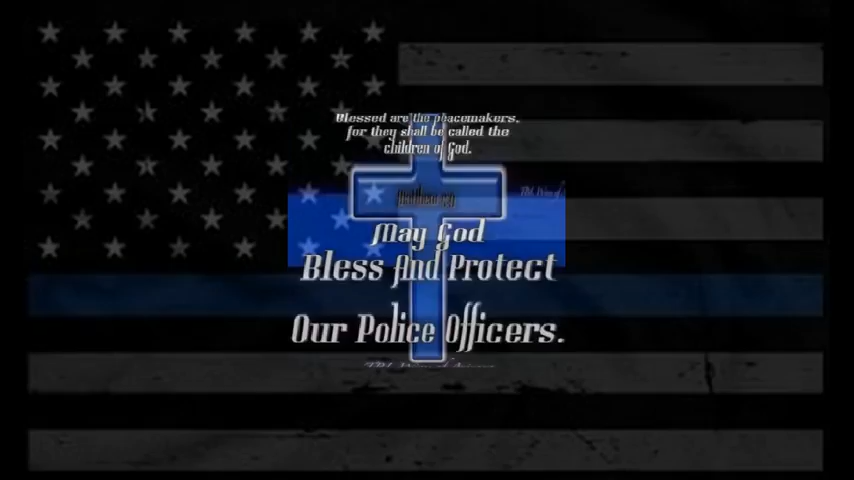 Blessed are the peacemakers,
for they shall be called the
children of God.
May God
Bless And Protect
Our Police Officers.